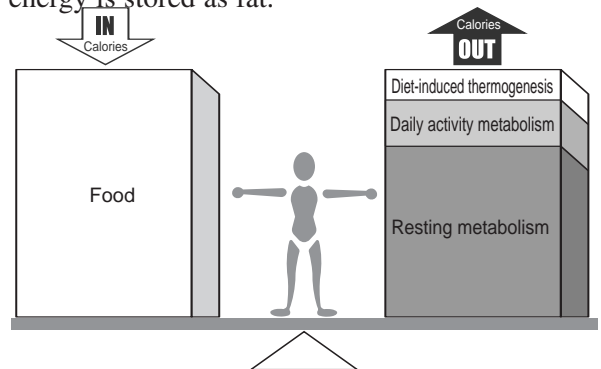 energy is stored as fat.
IN
Calories
Calories
OUT
Diet-induced thermogenesis
Daily activity metabolism
Food
Resting metabolism